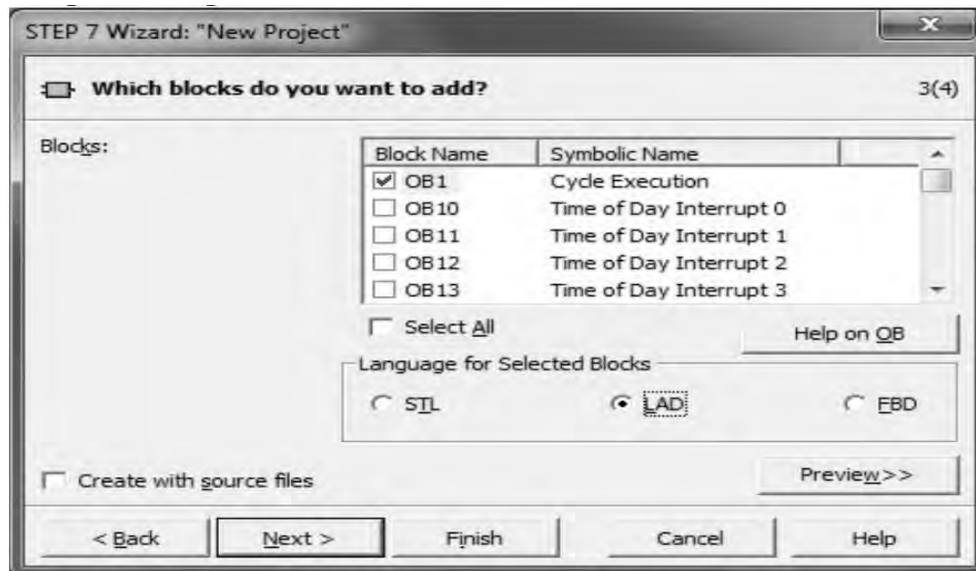 STEP 7 Wizard: "New Project"
Which blocks do you want to add? 3(4)
Blocks:
Block Name Symbolic Name
OB1 Cycle Execution
OB10 Time of Day Interrupt 0
OB11 Time of Day Interrupt 1
OB12 Time of Day Interrupt 2
OB13 Time of Day Interrupt 3
Select All
Help on OB
Language for Selected Blocks
STL LAD FBD
Create with source files
Preview>>
< Back Next > Finish Cancel Help